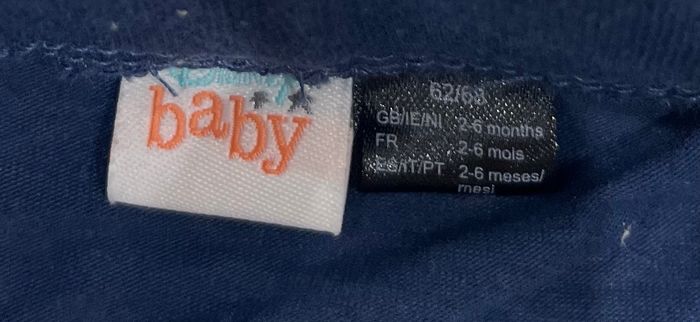 baby
62/68
GB/IE/NI 2-6 months
FR 2-6 mois
ES/IT/PT 2-6 meses/
mesi